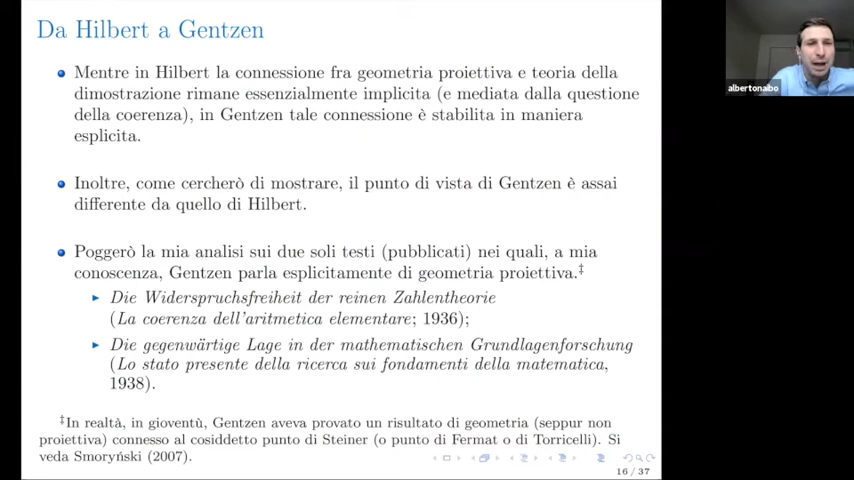 Da Hilbert a Gentzen
Mentre in Hilbert la connessione fra geometria proiettiva e teoria della
dimostrazione rimane essenzialmente implicita (e mediata dalla questione
della coerenza), in Gentzen tale connessione è stabilita in maniera
esplicita.
Inoltre, come cercherò di mostrare, il punto di vista di Gentzen è assai
differente da quello di Hilbert.
Poggerò la mia analisi sui due soli testi (pubblicati) nei quali, a mia
conoscenza, Gentzen parla esplicitamente di geometria proiettiva.‡
Die Widerspruchsfreiheit der reinen Zahlentheorie
(La coerenza dell'aritmetica elementare; 1936);
Die gegenwärtige Lage in der mathematischen Grundlagenforschung
(Lo stato presente della ricerca sui fondamenti della matematica,
1938).
‡In realtà, in gioventù, Gentzen aveva provato un risultato di geometria (seppur non
proiettiva) connesso al cosiddetto punto di Steiner (o punto di Fermat o di Torricelli). Si
veda Smoryński (2007).
16 / 37
albertonaibo